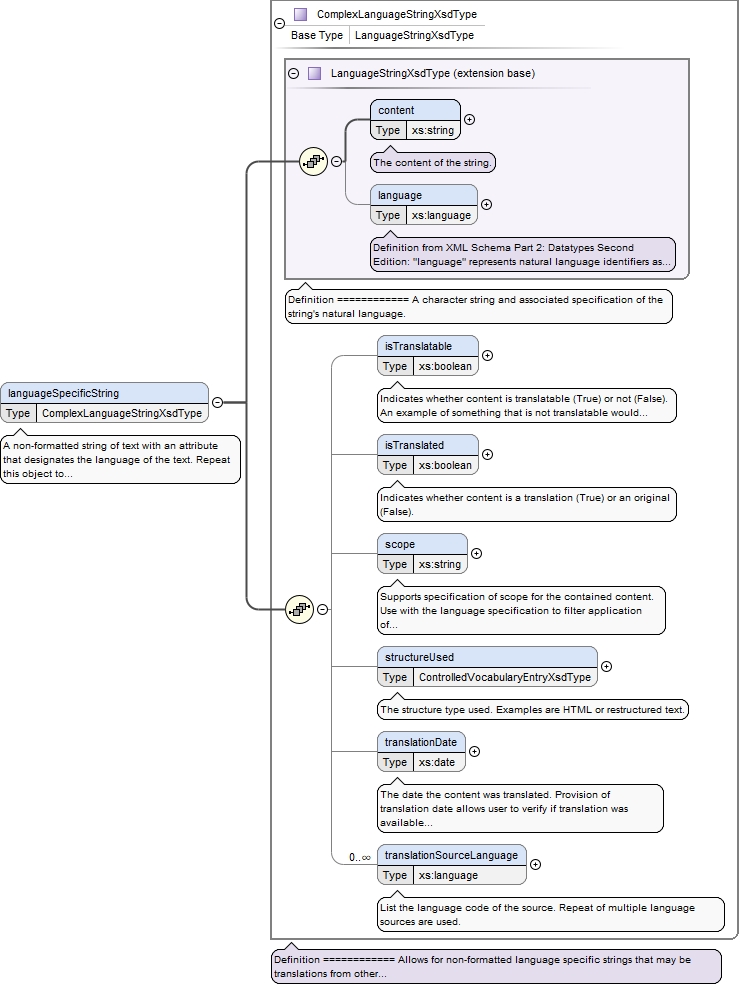 ComplexLanguageStringXsdType
Base Type LanguageStringXsdType
LanguageStringXsdType (extension base)
content
Type xs:string
The content of the string.
language
Type xs:language
Definition from XML Schema Part 2: Datatypes Second
Edition: "language" represents natural language identifiers as...
Definition ============ A character string and associated specification of the
string's natural language.
languageSpecificString
Type ComplexLanguageStringXsdType
A non-formatted string of text with an attribute
that designates the language of the text. Repeat
this object to...
isTranslatable
Type xs:boolean
Indicates whether content is translatable (True) or not (False).
An example of something that is not translatable would...
isTranslated
Type xs:boolean
Indicates whether content is a translation (True) or an original
(False).
scope
Type xs:string
Supports specification of scope for the contained content.
Use with the language specification to filter application
of...
structureUsed
Type ControlledVocabularyEntryXsdType
The structure type used. Examples are HTML or restructured text.
translationDate
Type xs:date
The date the content was translated. Provision of
translation date allows user to verify if translation was
available...
0..∞ translationSourceLanguage
Type xs:language
List the language code of the source. Repeat of multiple language
sources are used.
Definition ============ Allows for non-formatted language specific strings that may be
translations from other...